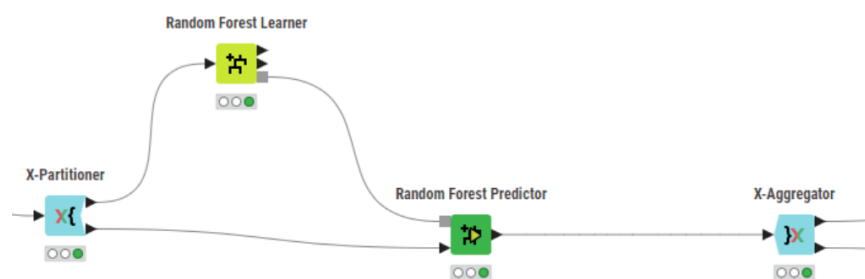 Random Forest Learner
X-Partitioner
X{
Random Forest Predictor
X-Aggregator
}X